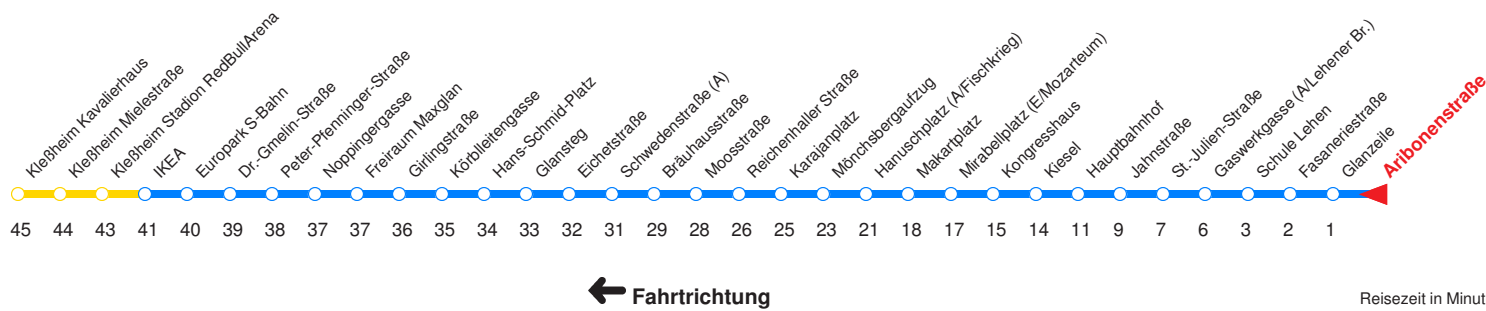 Kleßheim Kavalierhaus
Kleßheim Mielestraße
Kleßheim Stadion RedBullArena
IKEA
Europark S-Bahn
Dr.-Gmelin-Straße
Peter-Pfenninger-Straße
Noppingergasse
Freiraum Maxglan
Girlingstraße
Körblleitengasse
Hans-Schmid-Platz
Glansteg
Eichetstraße
Schwedenstraße (A)
Bräuhausstraße
Moosstraße
Reichenhaller Straße
Karajanplatz
Mönchsbergaufzug
Hanuschplatz (A/Fischkrieg)
Makartplatz
Mirabellplatz (E/Mozarteum)
Kongresshaus
Kiesel
Hauptbahnhof
Jahnstraße
St.-Julien-Straße
Gaswerkgasse (A/Lehener Br.)
Schule Lehen
Fasaneriestraße
Glanzeile
Aribonenstraße
45 44 43 41 40 39 38 37 37 36 35 34 33 32 31 29 28 26 25 23 21 18 17 15 14 11 9 7 6 3 2 1
Fahrtrichtung
Reisezeit in Minut